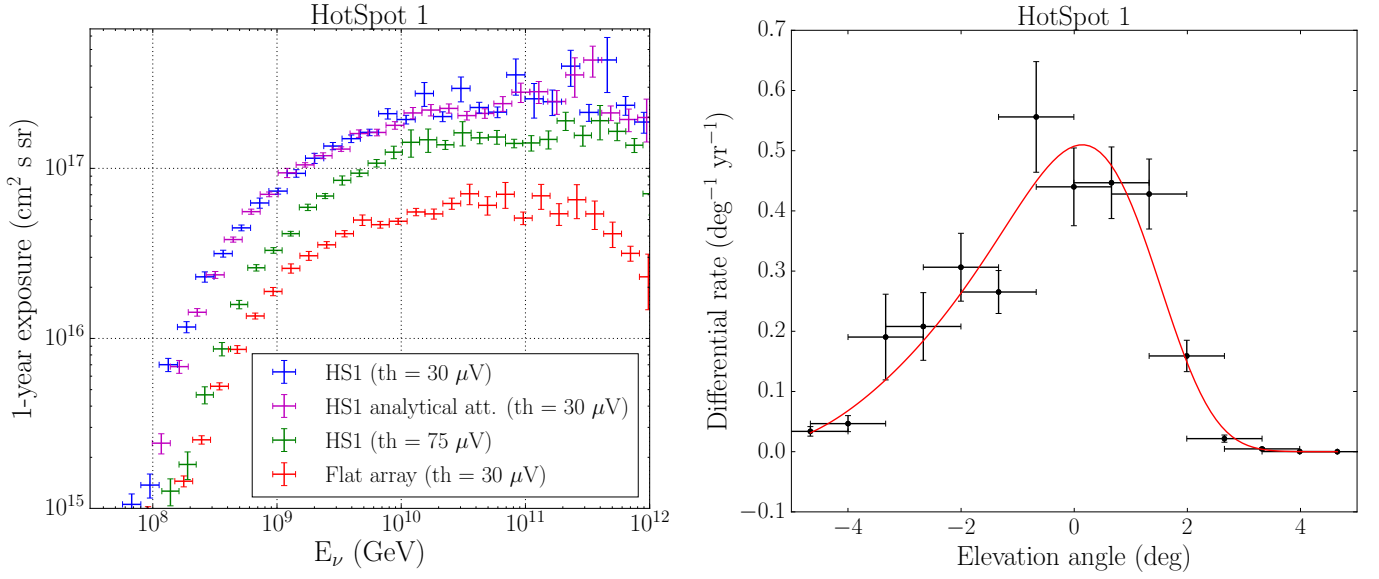 HotSpot 1
1-year exposure (cm² s sr)
10¹⁷
10¹⁶
10¹⁵
HS1 (th = 30 μV)
HS1 analytical att. (th = 30 μV)
HS1 (th = 75 μV)
Flat array (th = 30 μV)
10⁸ 10⁹ 10¹⁰ 10¹¹ 10¹²
E_ν (GeV)
HotSpot 1
Differential rate (deg⁻¹ yr⁻¹)
0.7
0.6
0.5
0.4
0.3
0.2
0.1
0.0
−0.1
−4 −2 0 2 4
Elevation angle (deg)